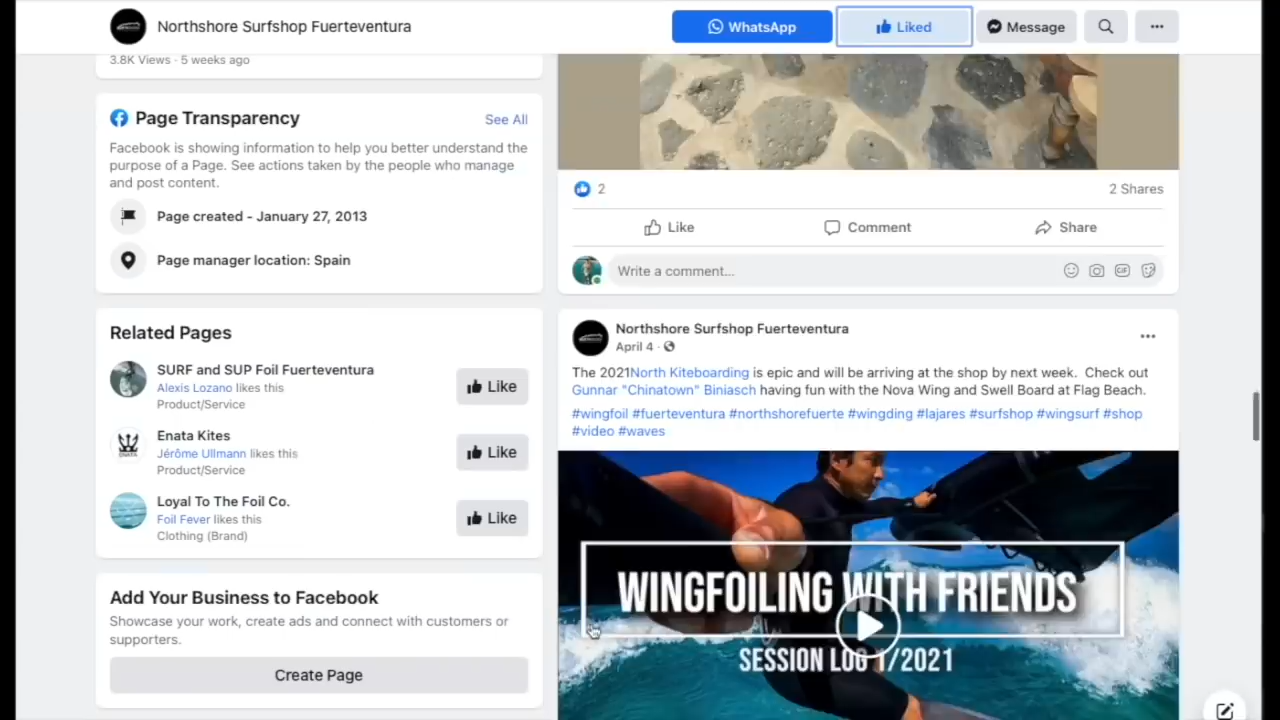 Northshore Surfshop Fuerteventura
WhatsApp
Liked
Message
3.8K Views · 5 weeks ago
Page Transparency
See All
Facebook is showing information to help you better understand the
purpose of a Page. See actions taken by the people who manage
and post content.
Page created - January 27, 2013
Page manager location: Spain
Related Pages
SURF and SUP Foil Fuerteventura
Alexis Lozano likes this
Product/Service
Like
Enata Kites
Jérôme Ullmann likes this
Product/Service
Like
Loyal To The Foil Co.
Foil Fever likes this
Clothing (Brand)
Like
Add Your Business to Facebook
Showcase your work, create ads and connect with customers or
supporters.
Create Page
2
2 Shares
Like
Comment
Share
Write a comment...
GIF
Northshore Surfshop Fuerteventura
April 4 ·
The 2021North Kiteboarding is epic and will be arriving at the shop by next week. Check out
Gunnar "Chinatown" Biniasch having fun with the Nova Wing and Swell Board at Flag Beach.
#wingfoil #fuerteventura #northshorefuerte #wingding #lajares #surfshop #wingsurf #shop
#video #waves
WINGFOILING WITH FRIENDS
SESSION LOG 1/2021